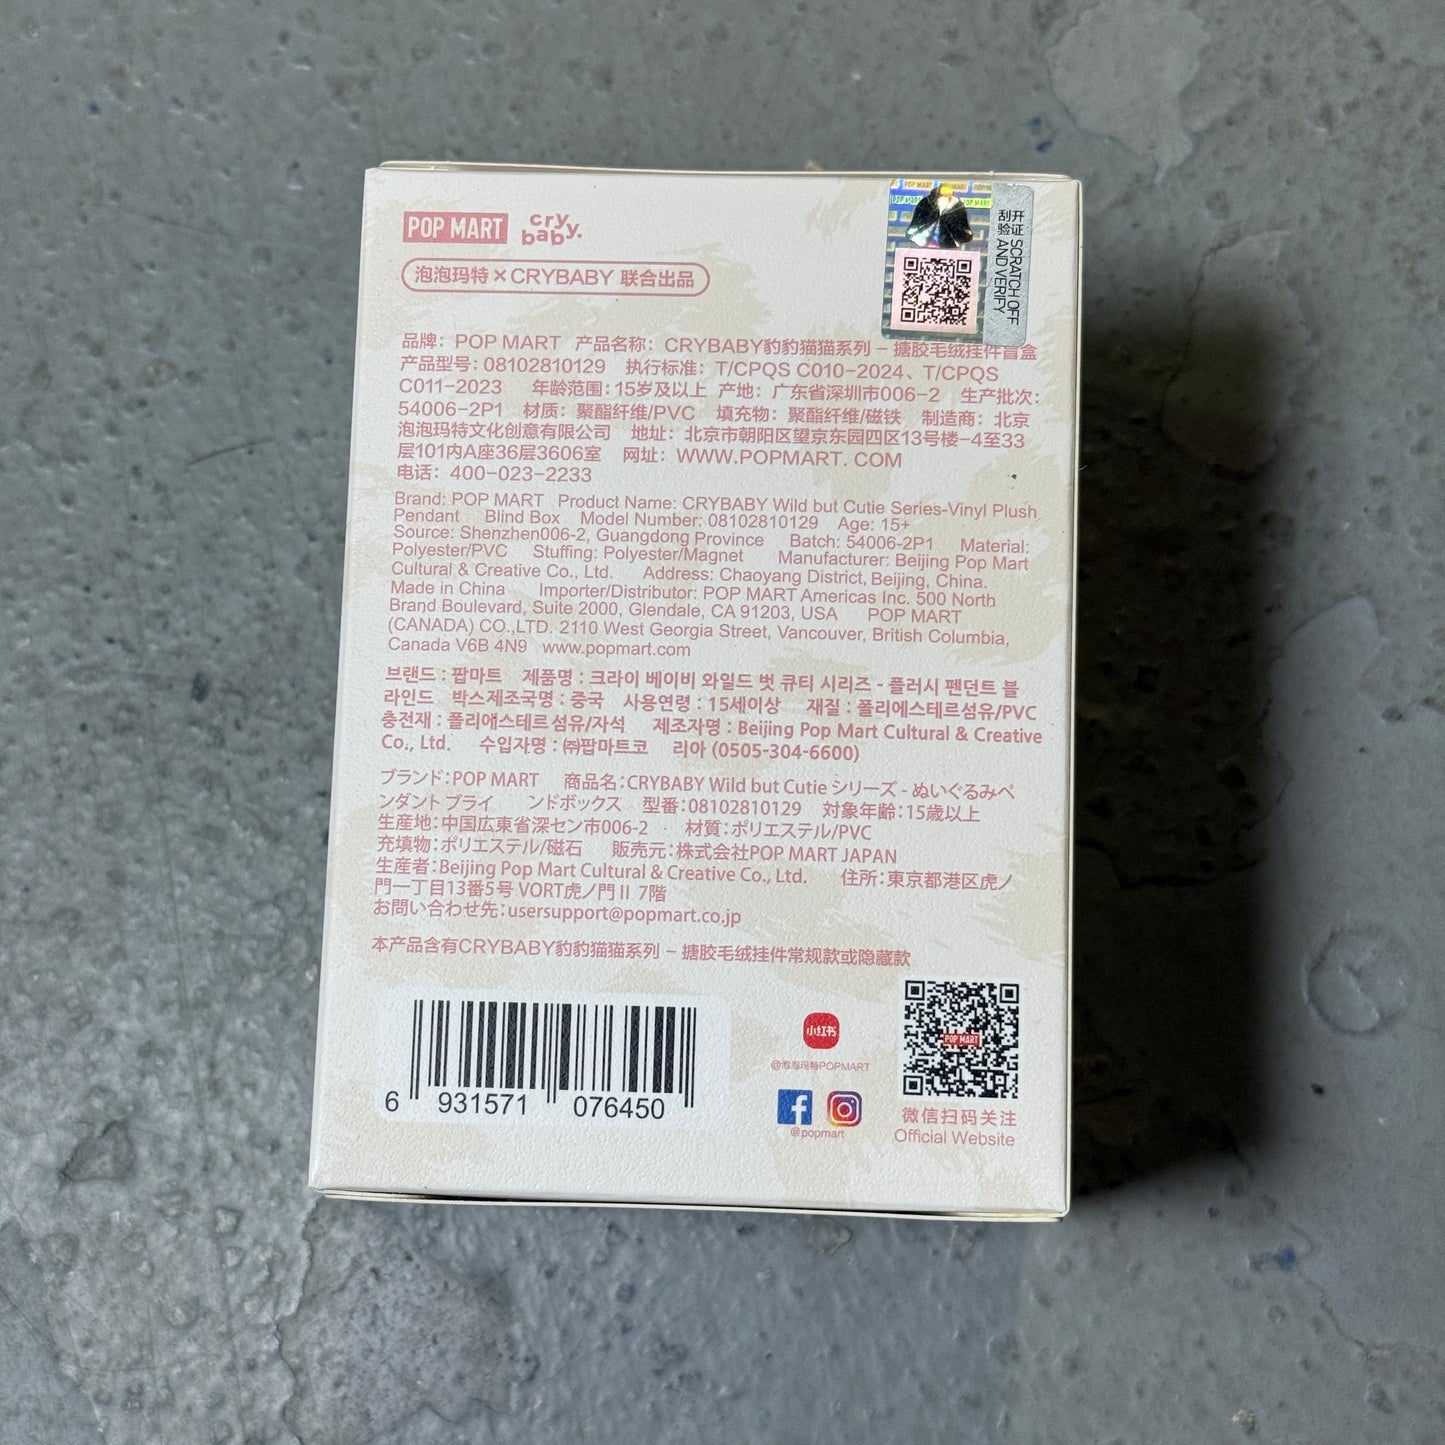 POP MART cry baby.
泡泡玛特×CRYBABY 联合出品
开证 SCRATCH OFF
刮验 AND VERIFY
品牌：POP MART 产品名称：CRYBABY豹豹猫猫系列－搪胶毛绒挂件盲盒
产品型号：08102810129 执行标准：T/CPQS C010-2024、T/CPQS
C011-2023 年龄范围：15岁及以上 产地：广东省深圳市006-2 生产批次：
54006-2P1 材质：聚酯纤维/PVC 填充物：聚酯纤维/磁铁 制造商：北京
泡泡玛特文化创意有限公司 地址：北京市朝阳区望京东园四区13号楼-4至33
层101内A座36层3606室 网址：WWW.POPMART. COM
电话：400-023-2233
Brand: POP MART Product Name: CRYBABY Wild but Cutie Series-Vinyl Plush
Pendant Blind Box Model Number: 08102810129 Age: 15+
Source: Shenzhen006-2, Guangdong Province Batch: 54006-2P1 Material:
Polyester/PVC Stuffing: Polyester/Magnet Manufacturer: Beijing Pop Mart
Cultural & Creative Co., Ltd. Address: Chaoyang District, Beijing, China.
Made in China Importer/Distributor: POP MART Americas Inc. 500 North
Brand Boulevard, Suite 2000, Glendale, CA 91203, USA POP MART
(CANADA) CO.,LTD. 2110 West Georgia Street, Vancouver, British Columbia,
Canada V6B 4N9 www.popmart.com
브랜드 : 팝마트 제품명 : 크라이 베이비 와일드 벗 큐티 시리즈 - 플러시 펜던트 블
라인드 박스제조국명 : 중국 사용연령 : 15세이상 재질 : 폴리에스테르섬유/PVC
충전재 : 폴리에스테르섬유/자석 제조자명 : Beijing Pop Mart Cultural & Creative
Co., Ltd. 수입자명 : ㈜팝마트코 리아 (0505-304-6600)
ブランド：POP MART 商品名：CRYBABY Wild but Cutie シリーズ - ぬいぐるみペ
ンダント ブライ ンドボックス 型番：08102810129 対象年齢：15歳以上
生産地：中国広東省深セン市006-2 材質：ポリエステル/PVC
充填物：ポリエステル/磁石 販売元：株式会社POP MART JAPAN
生産者：Beijing Pop Mart Cultural & Creative Co., Ltd. 住所：東京都港区虎ノ
門一丁目13番5号 VORT虎ノ門Ⅱ 7階
お問い合わせ先：usersupport@popmart.co.jp
本产品含有CRYBABY豹豹猫猫系列－搪胶毛绒挂件常规款或隐藏款
6 931571 076450
小红书
@泡泡玛特POPMART
@popmart
POP MART
微信扫码关注
Official Website